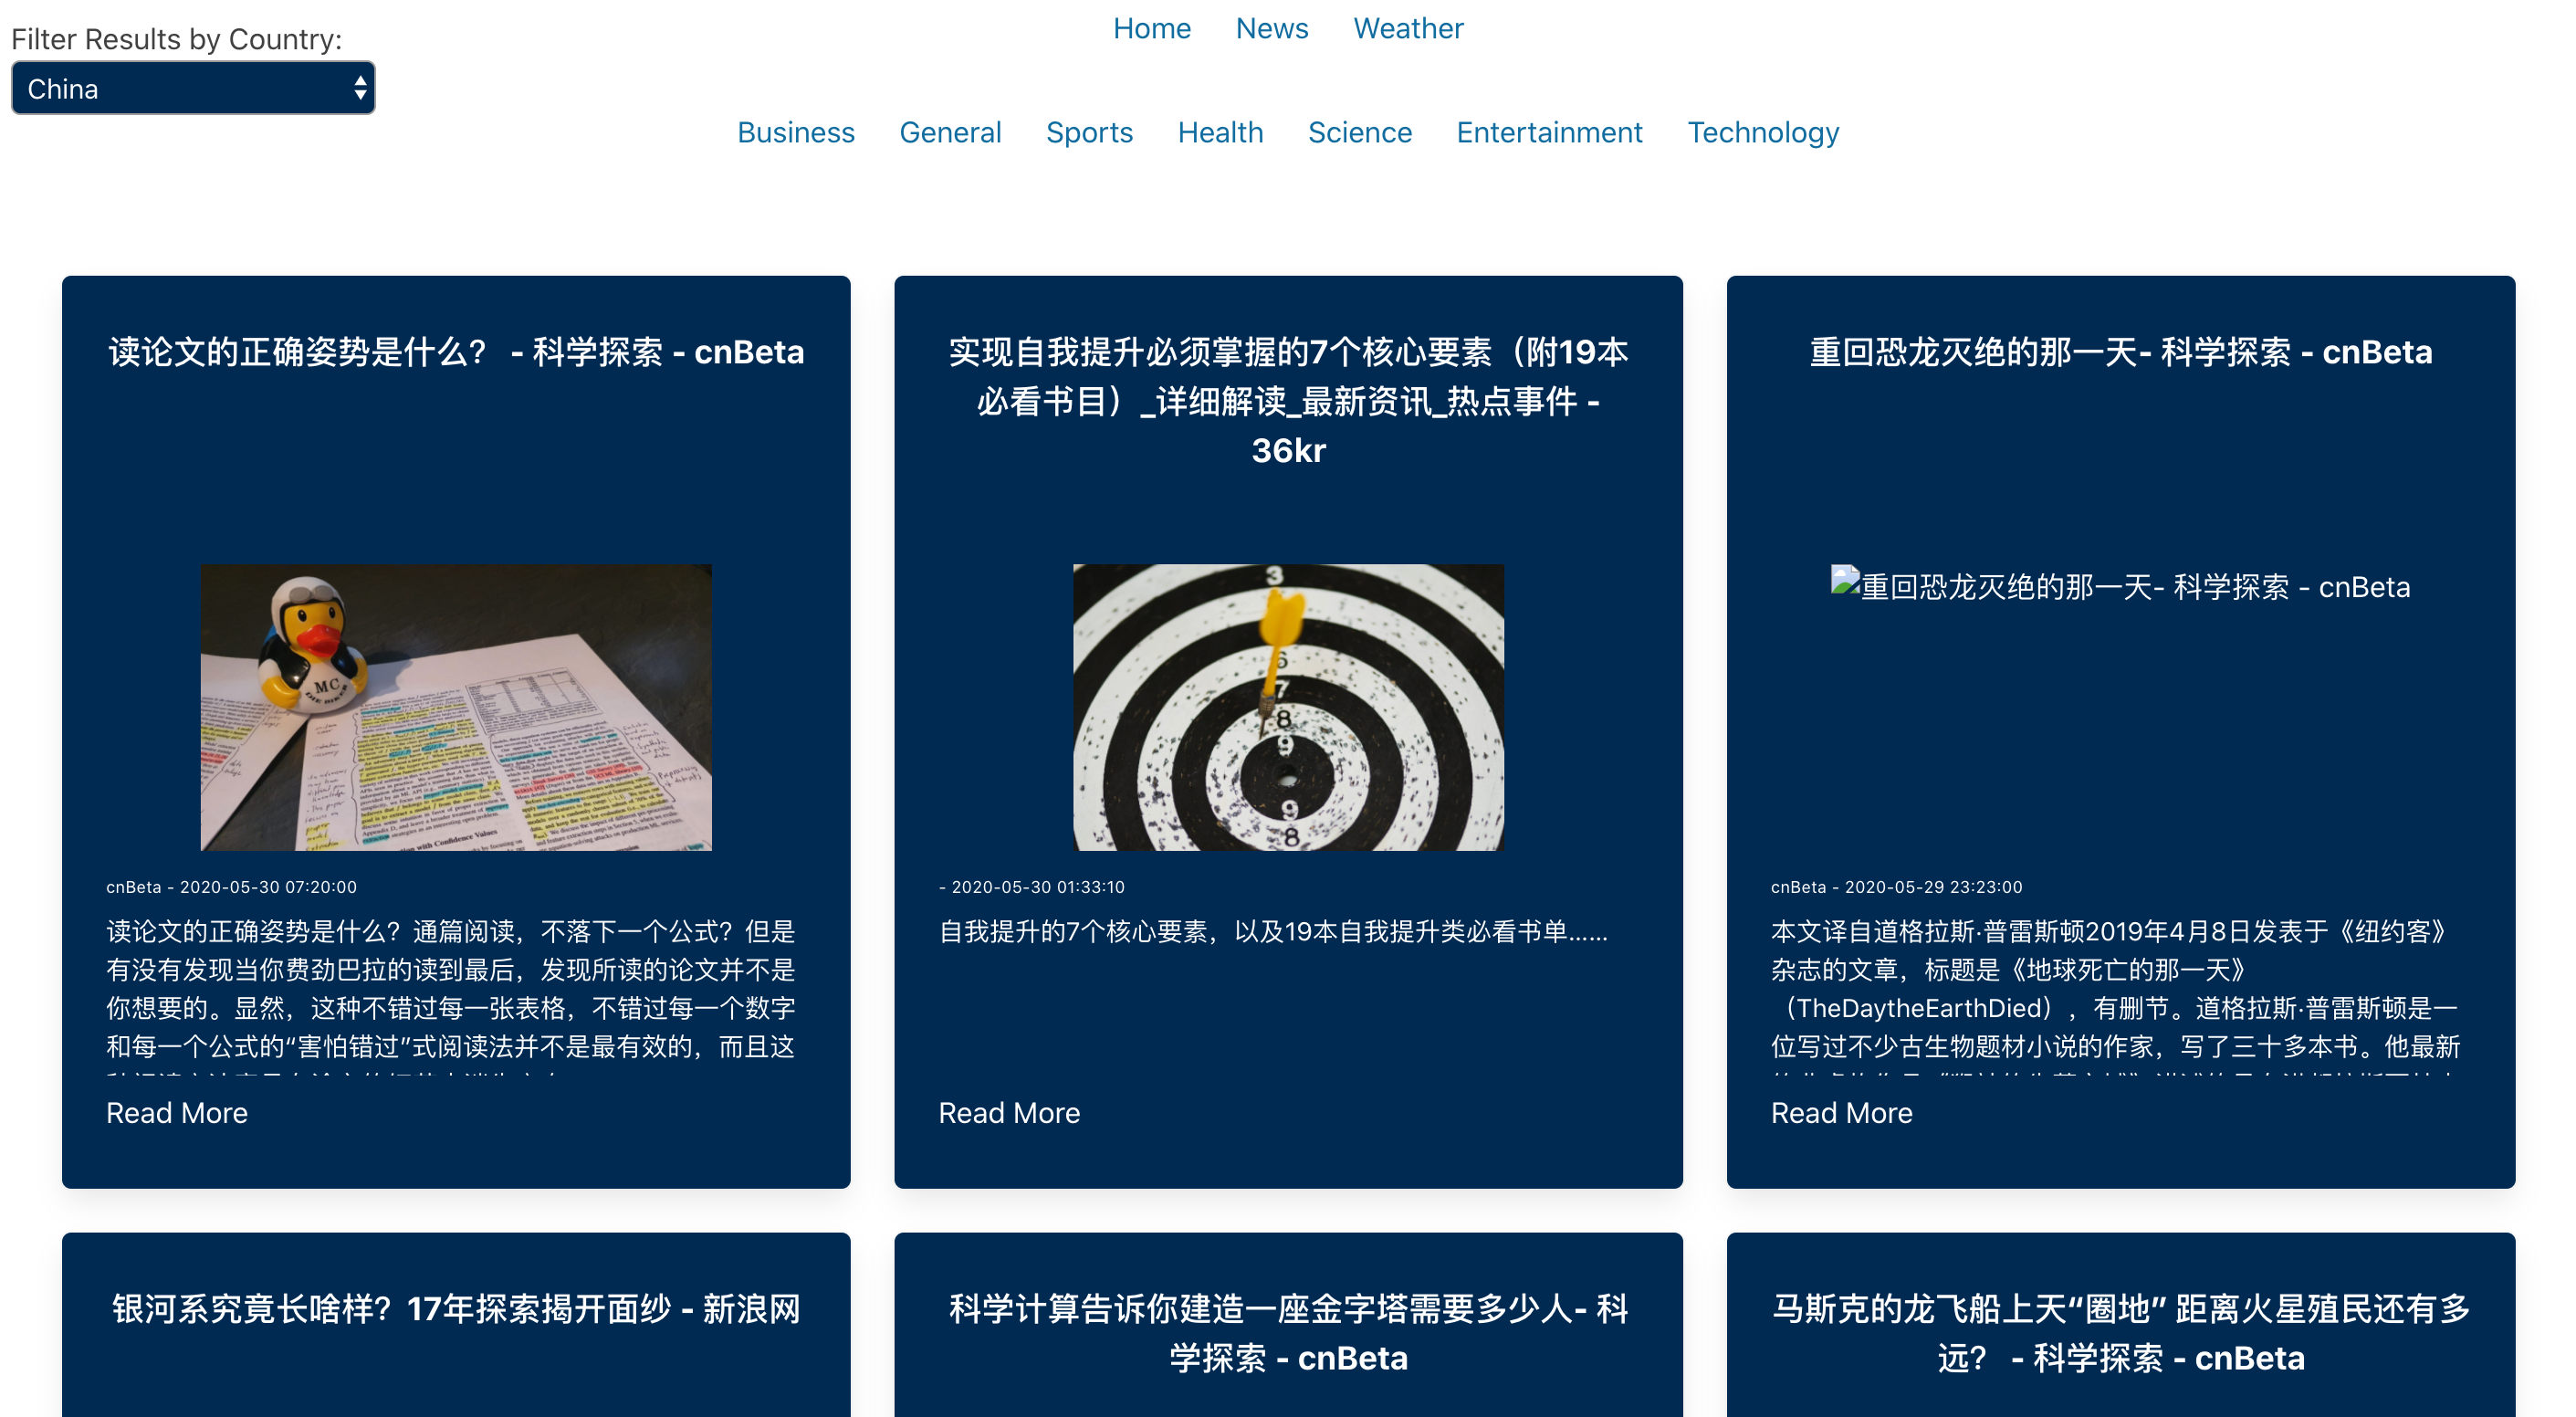 Home News Weather
Filter Results by Country:
China
Business General Sports Health Science Entertainment Technology
读论文的正确姿势是什么？ - 科学探索 - cnBeta
cnBeta - 2020-05-30 07:20:00
读论文的正确姿势是什么？通篇阅读，不落下一个公式？但是
有没有发现当你费劲巴拉的读到最后，发现所读的论文并不是
你想要的。显然，这种不错过每一张表格，不错过每一个数字
和每一个公式的“害怕错过”式阅读法并不是最有效的，而且这
Read More
实现自我提升必须掌握的7个核心要素（附19本
必看书目）_详细解读_最新资讯_热点事件 -
36kr
3
6
7
8
9
9
8
- 2020-05-30 01:33:10
自我提升的7个核心要素，以及19本自我提升类必看书单……
Read More
重回恐龙灭绝的那一天- 科学探索 - cnBeta
重回恐龙灭绝的那一天- 科学探索 - cnBeta
cnBeta - 2020-05-29 23:23:00
本文译自道格拉斯·普雷斯顿2019年4月8日发表于《纽约客》
杂志的文章，标题是《地球死亡的那一天》
（TheDaytheEarthDied），有删节。道格拉斯·普雷斯顿是一
位写过不少古生物题材小说的作家，写了三十多本书。他最新
Read More
银河系究竟长啥样？17年探索揭开面纱 - 新浪网
科学计算告诉你建造一座金字塔需要多少人- 科
学探索 - cnBeta
马斯克的龙飞船上天“圈地” 距离火星殖民还有多
远？ - 科学探索 - cnBeta